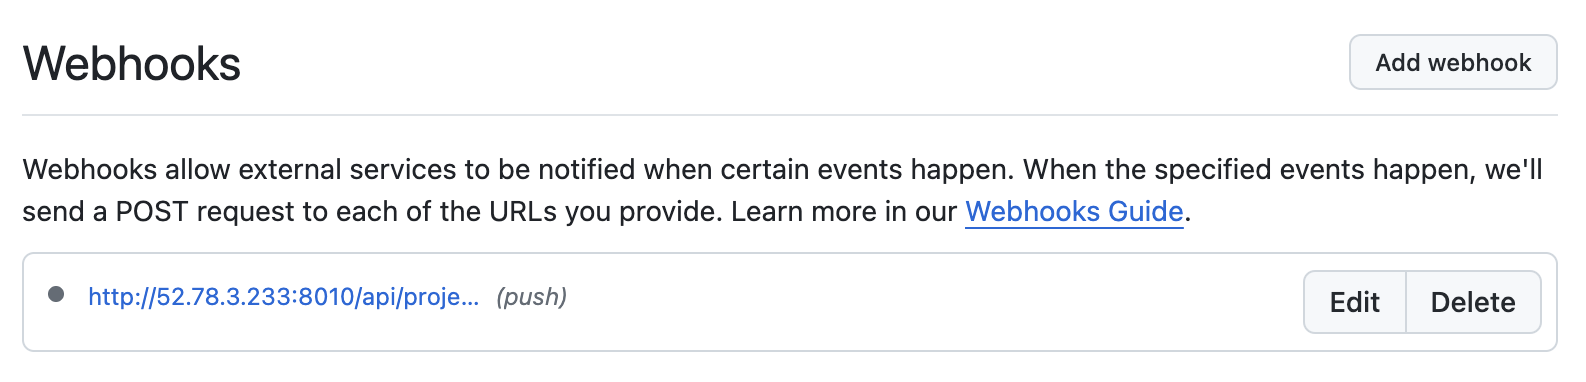 Webhooks
Add webhook
Webhooks allow external services to be notified when certain events happen. When the specified events happen, we'll
send a POST request to each of the URLs you provide. Learn more in our Webhooks Guide.
http://52.78.3.233:8010/api/proje... (push)
Edit
Delete